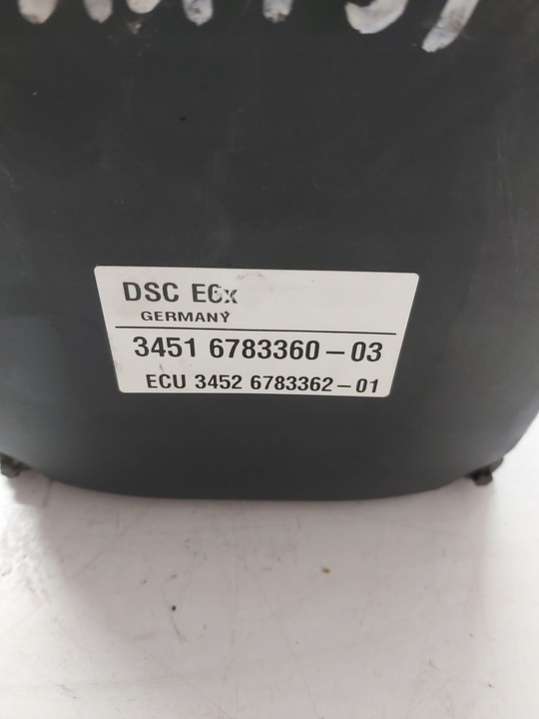 DSC E6x
GERMANY
3451 6783360-03
ECU 3452 6783362-01